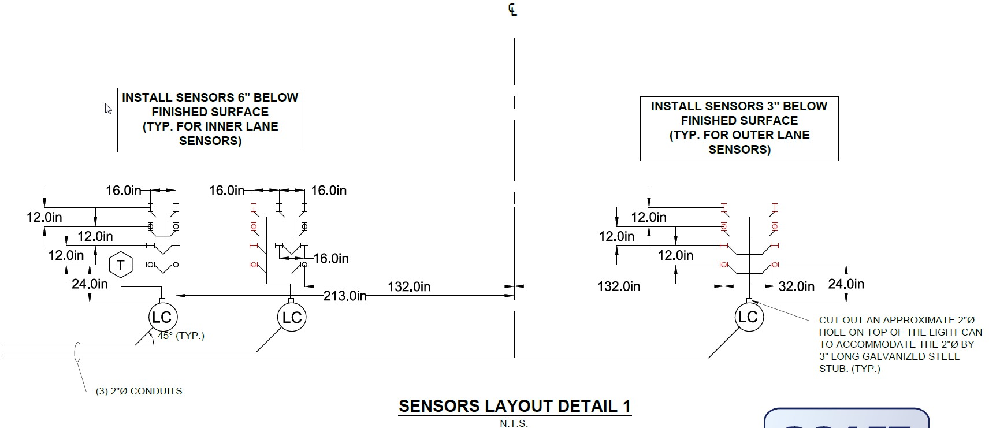 ℄
INSTALL SENSORS 6" BELOW
FINISHED SURFACE
(TYP. FOR INNER LANE
SENSORS)
INSTALL SENSORS 3" BELOW
FINISHED SURFACE
(TYP. FOR OUTER LANE
SENSORS)
16.0in
16.0in
16.0in
12.0in
12.0in
12.0in
24.0in
T
16.0in
132.0in
213.0in
12.0in
12.0in
12.0in
132.0in
32.0in
24.0in
LC
LC
LC
45° (TYP.)
CUT OUT AN APPROXIMATE 2"Ø
HOLE ON TOP OF THE LIGHT CAN
TO ACCOMMODATE THE 2"Ø BY
3" LONG GALVANIZED STEEL
STUB. (TYP.)
(3) 2"Ø CONDUITS
SENSORS LAYOUT DETAIL 1
N.T.S.